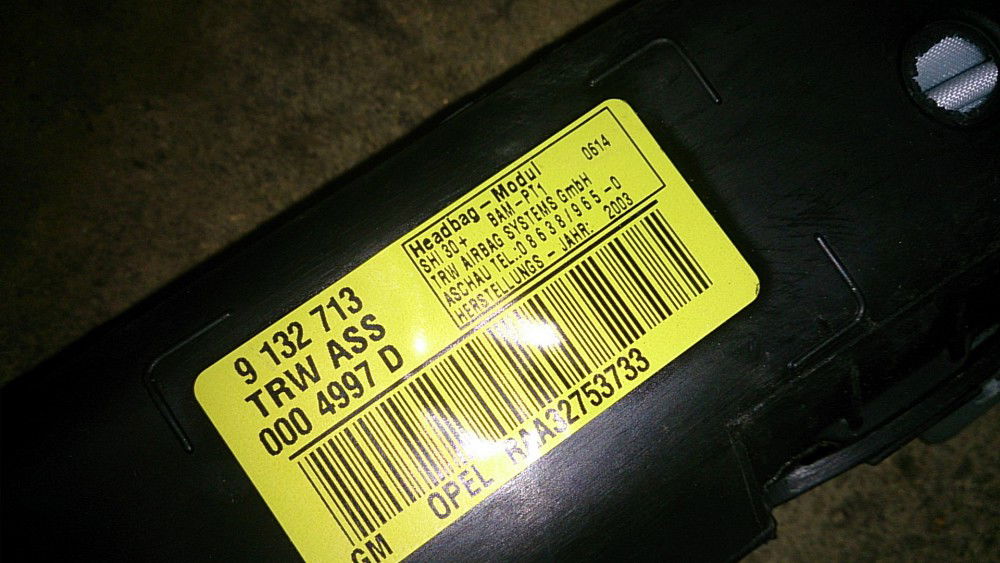 Headbag-Modul 0614
SHI 30+ BAM-PT1
TRW AIRBAG SYSTEMS GmbH
ASCHAU TEL.:08638/965-0
HERSTELLUNGS-JAHR: 2003
9 132 713
TRW ASS
000 4997 D
GM OPEL